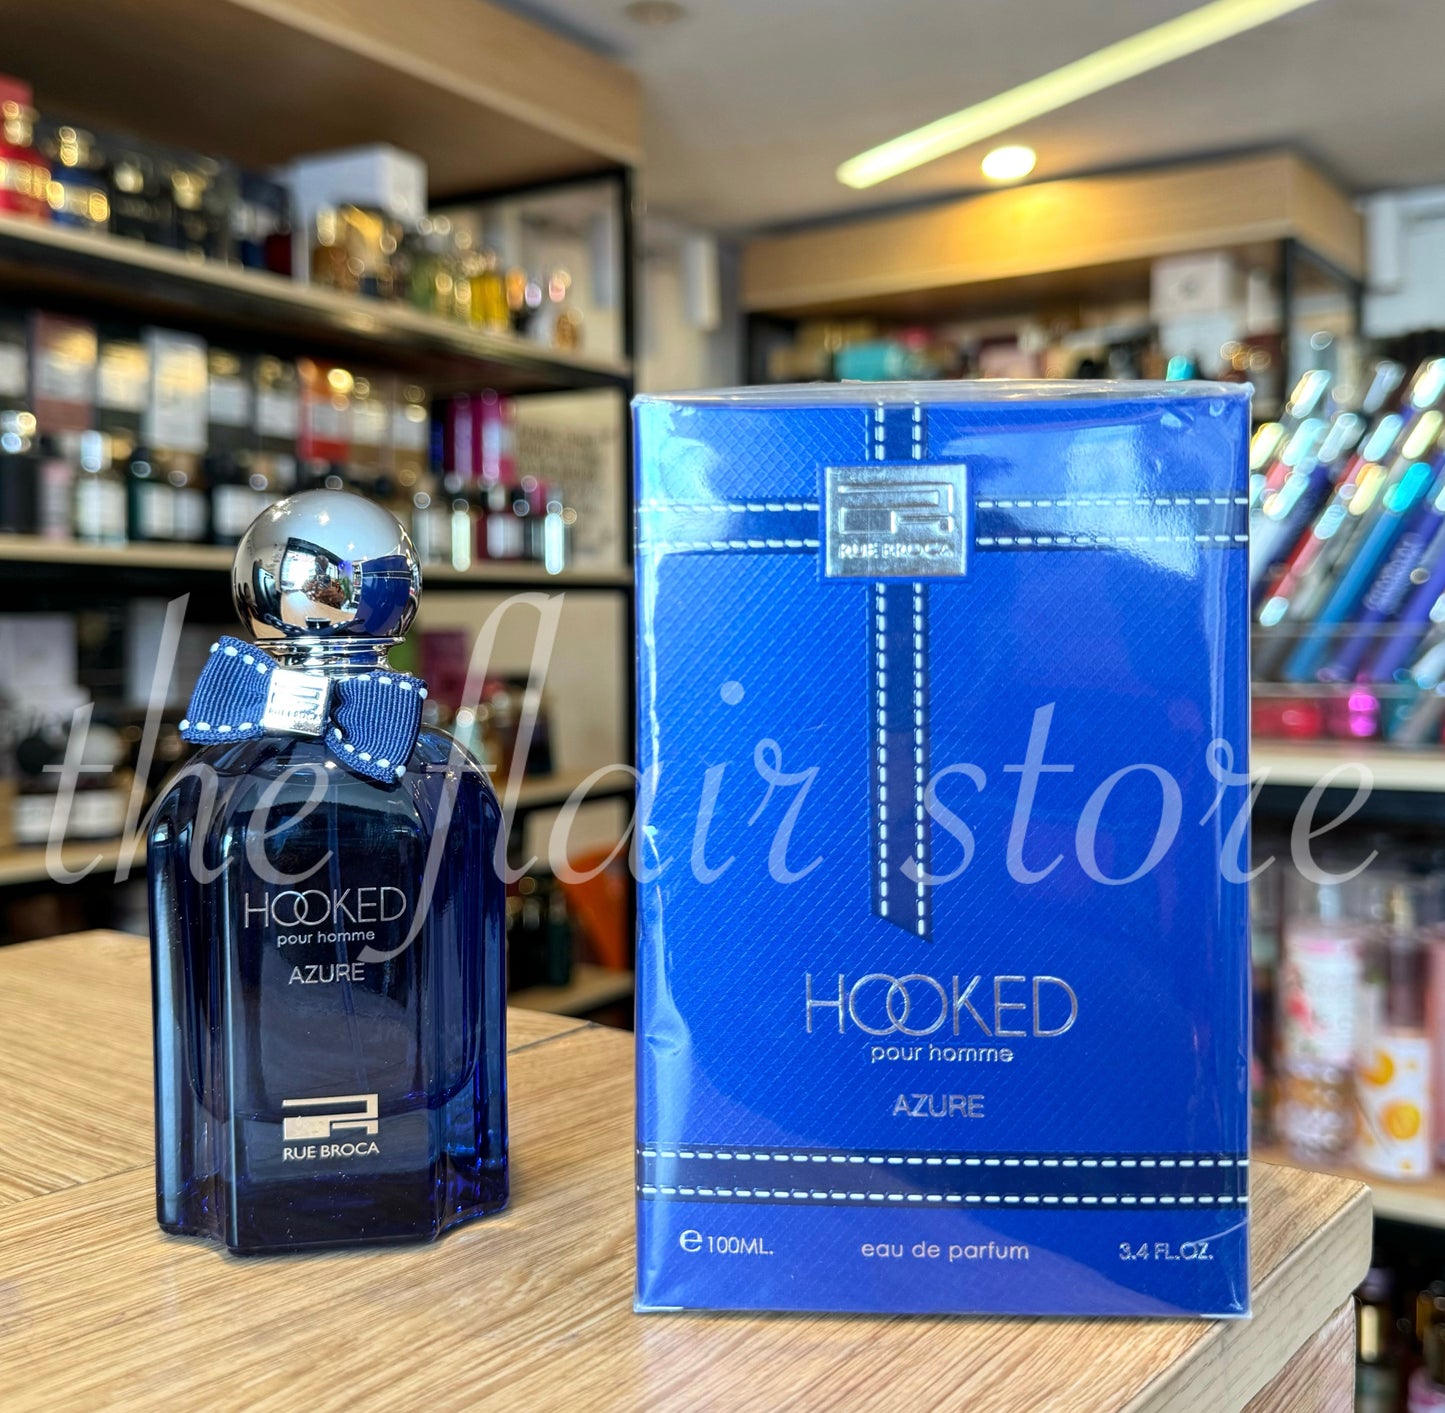 RUE BROCA
RUE BROCA
the flair store
HOOKED
pour homme
AZURE
RUE BROCA
HOOKED
pour homme
AZURE
e 100ML.
eau de parfum
3.4 FL.OZ.